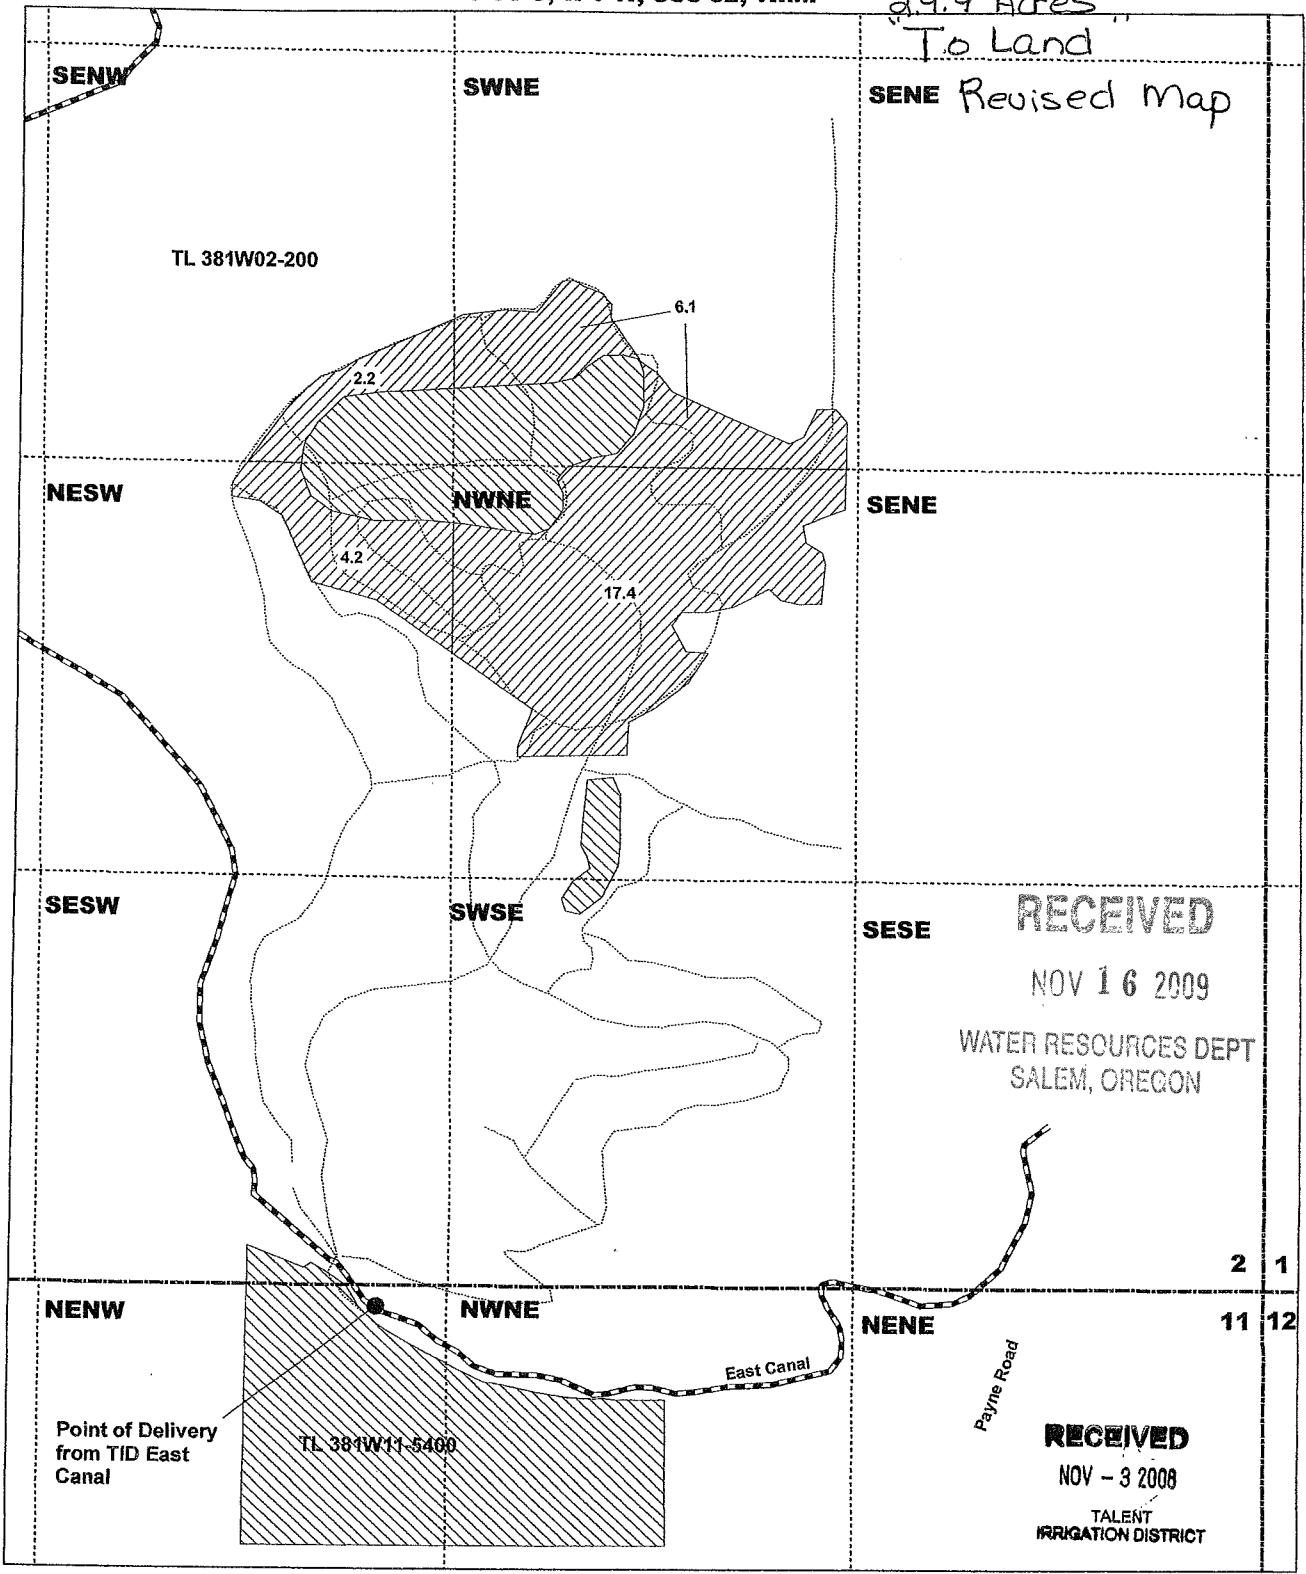 29.9 Acres
"To Land"
SENW
SWNE
SENE Revised Map
TL 381W02-200
6.1
2.2
NESW
NWNE
SENE
4.2
17.4
SESW
SWSE
SESE
RECEIVED
NOV 16 2009
WATER RESOURCES DEPT
SALEM, OREGON
2 1
NENW
NWNE
NENE
11 12
East Canal
Payne Road
Point of Delivery
from TID East
Canal
TL 381W11-5400
RECEIVED
NOV - 3 2008
TALENT
IRRIGATION DISTRICT